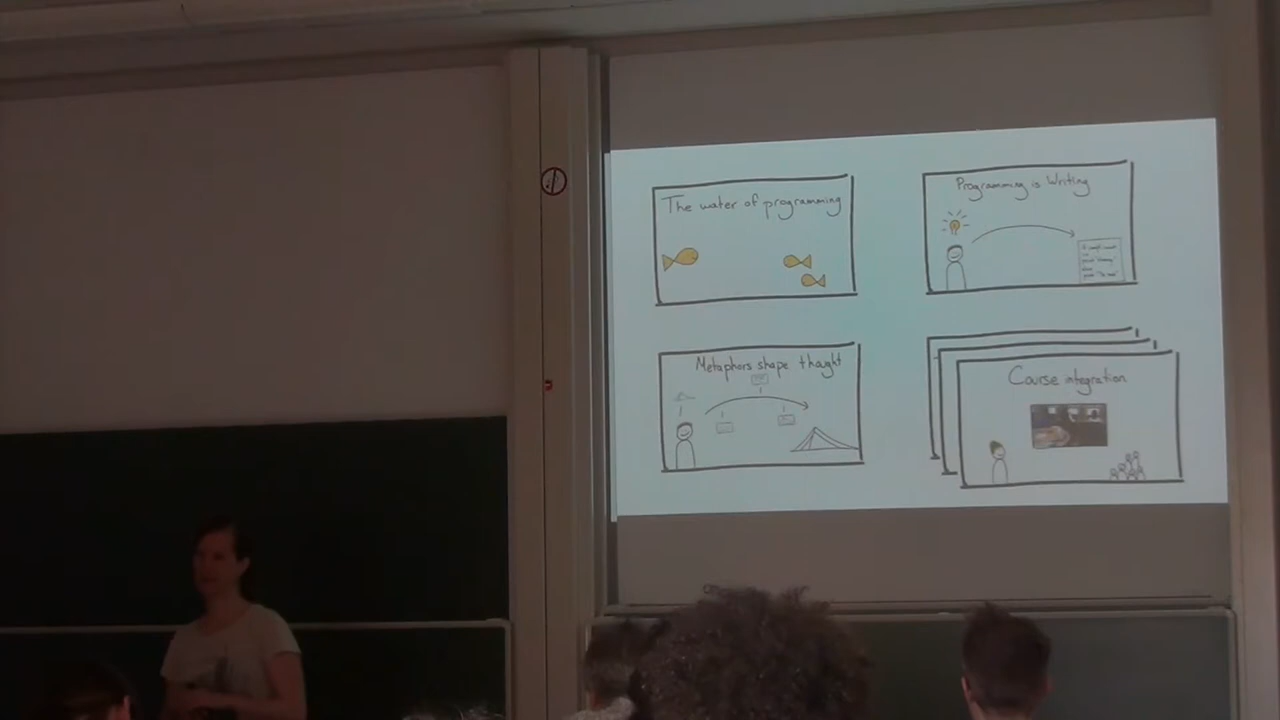 The water of programming
Programming is Writing
Metaphors shape thought
Course integration